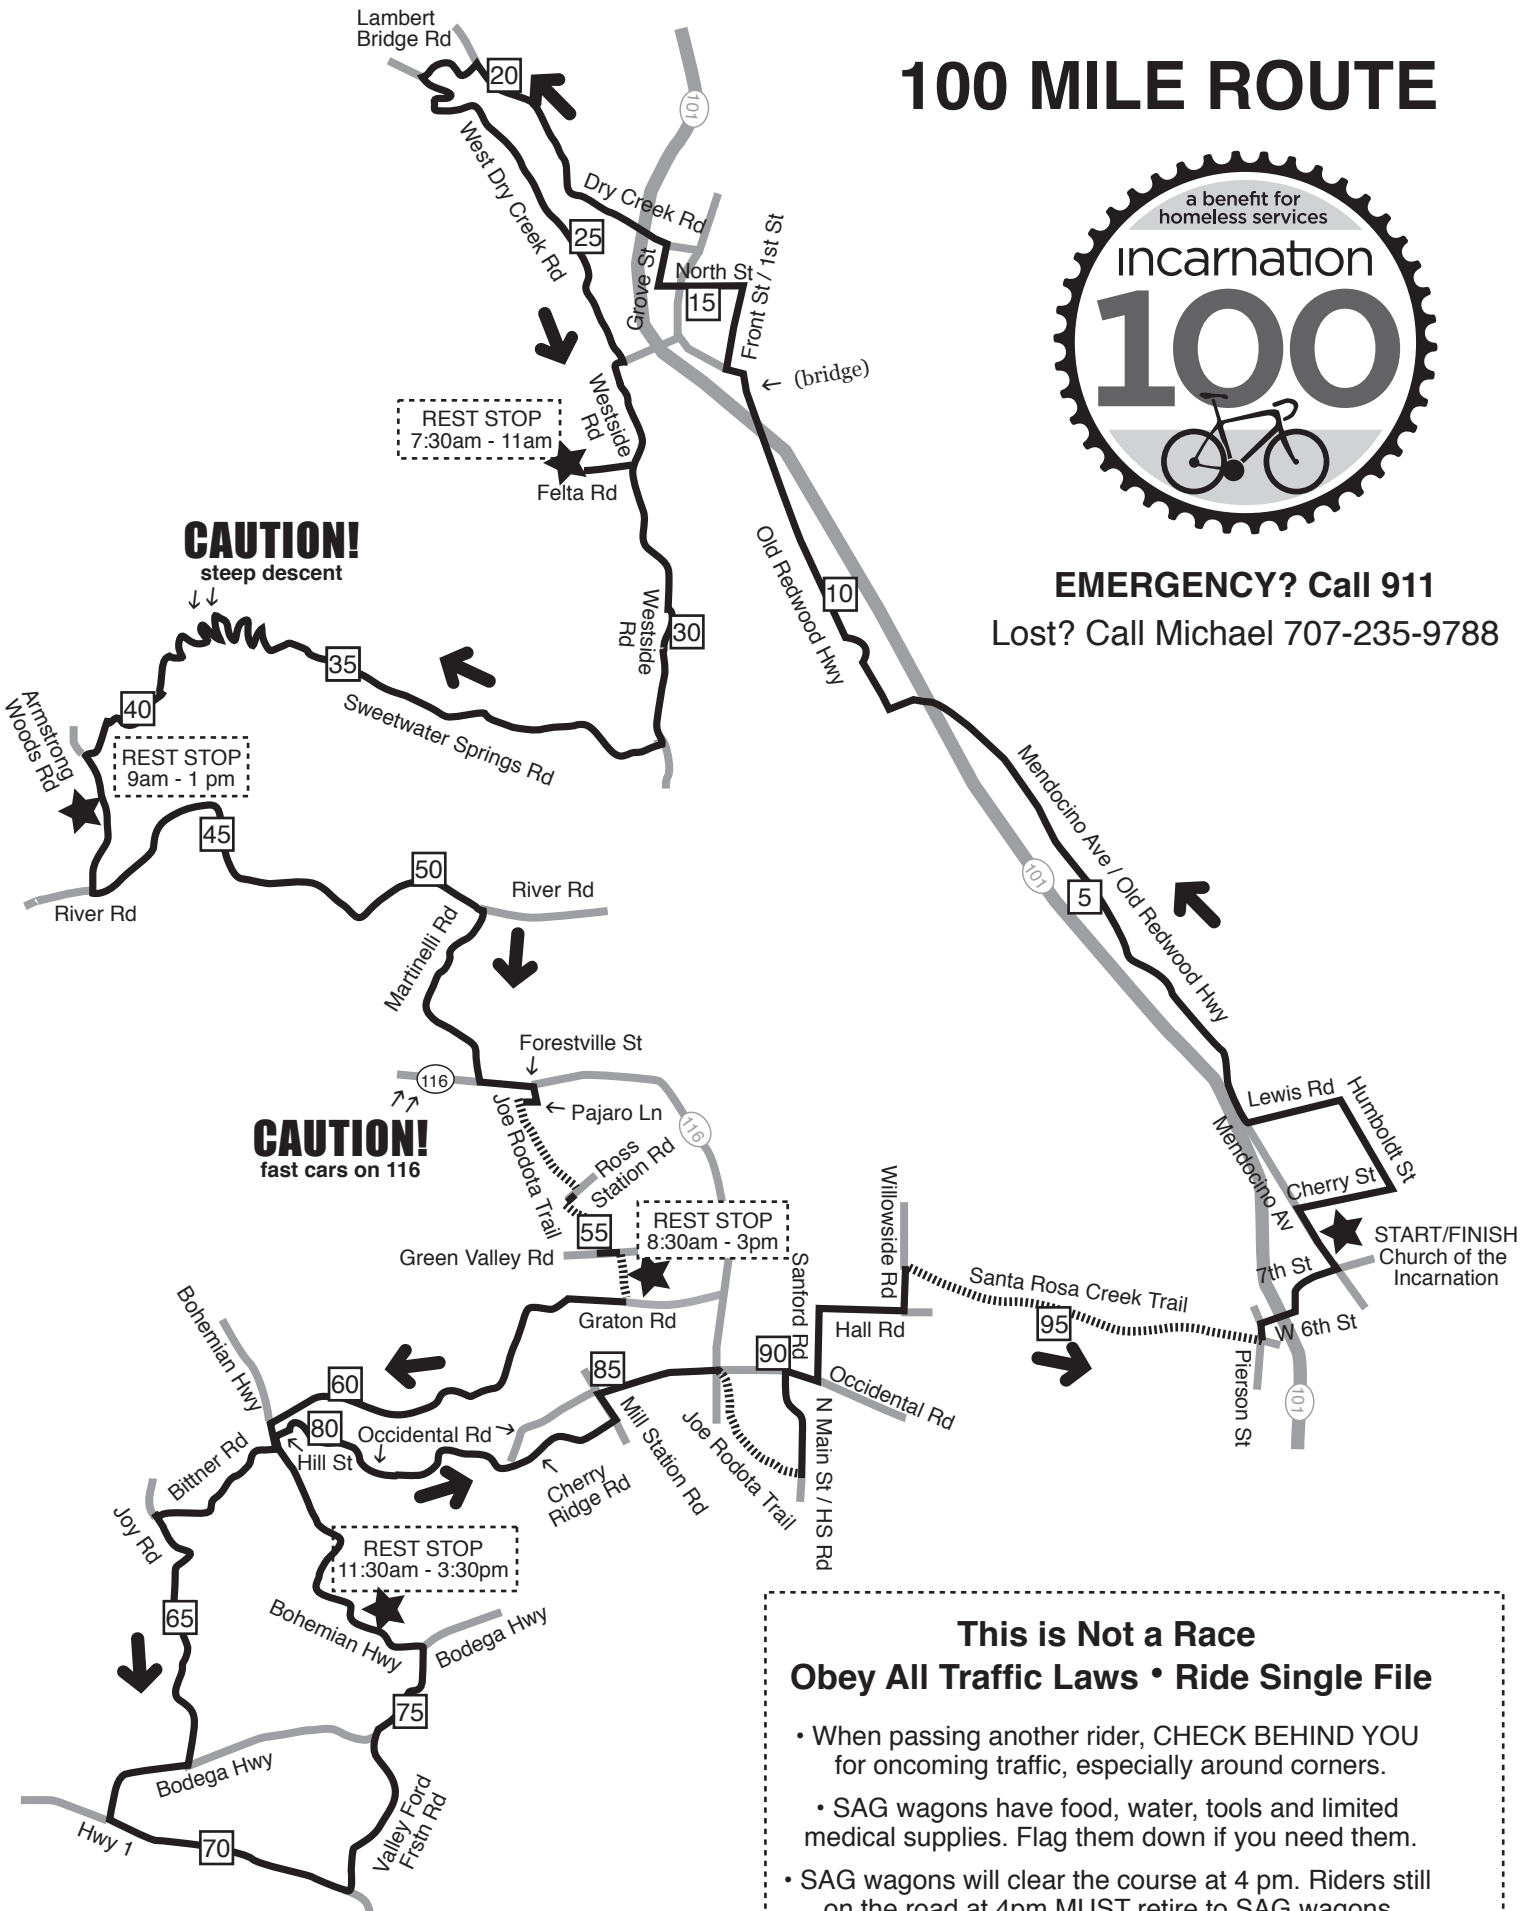 100 MILE ROUTE
a benefit for
homeless services
incarnation
100
EMERGENCY? Call 911
Lost? Call Michael 707-235-9788
Lambert
Bridge Rd
20
101
West Dry Creek Rd
Dry Creek Rd
25
Grove St
North St
15
Front St / 1st St
(bridge)
Westside
Rd
REST STOP
7:30am - 11am
Felta Rd
CAUTION!
steep descent
Old Redwood Hwy
10
Westside
Rd
30
35
Sweetwater Springs Rd
40
Armstrong
Woods Rd
REST STOP
9am - 1 pm
45
River Rd
50
River Rd
Martinelli Rd
Mendocino Ave / Old Redwood Hwy
101
5
Forestville St
116
Pajaro Ln
CAUTION!
fast cars on 116
Joe Rodota Trail
116
Ross
Station Rd
Lewis Rd
Humboldt St
Mendocino Av
Cherry St
START/FINISH
Church of the
Incarnation
7th St
W 6th St
Pierson St
101
55
REST STOP
8:30am - 3pm
Green Valley Rd
Graton Rd
Willowside Rd
Santa Rosa Creek Trail
95
Sanford Rd
Hall Rd
90
Occidental Rd
N Main St / HS Rd
Joe Rodota Trail
85
Mill Station Rd
Bohemian Hwy
60
80
Occidental Rd
Hill St
Cherry
Ridge Rd
Bittner Rd
Joy Rd
REST STOP
11:30am - 3:30pm
65
Bohemian Hwy
Bodega Hwy
75
Bodega Hwy
Hwy 1
70
Valley Ford
Frstn Rd
This is Not a Race
Obey All Traffic Laws • Ride Single File
• When passing another rider, CHECK BEHIND YOU
for oncoming traffic, especially around corners.
• SAG wagons have food, water, tools and limited
medical supplies. Flag them down if you need them.
• SAG wagons will clear the course at 4 pm. Riders still
on the road at 4pm MUST retire to SAG wagons